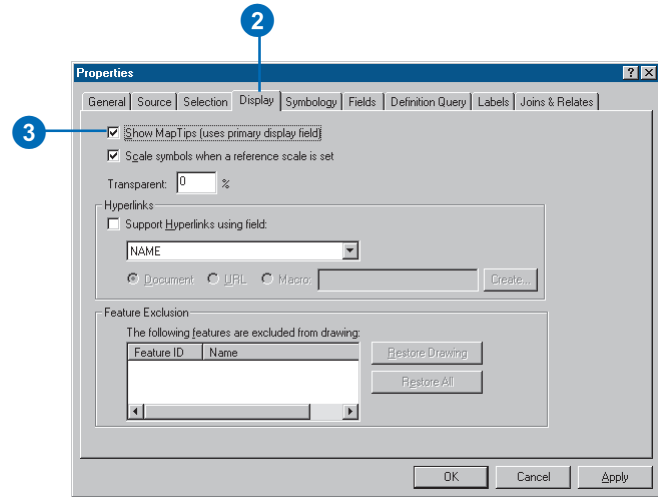 2
Properties
General Source Selection Display Symbology Fields Definition Query Labels Joins & Relates
3
Show MapTips (uses primary display field)
Scale symbols when a reference scale is set
Transparent: 0 %
Hyperlinks
Support Hyperlinks using field:
NAME
Document URL Macro: Create...
Feature Exclusion
The following features are excluded from drawing:
Feature ID Name
Restore Drawing
Restore All
OK Cancel Apply